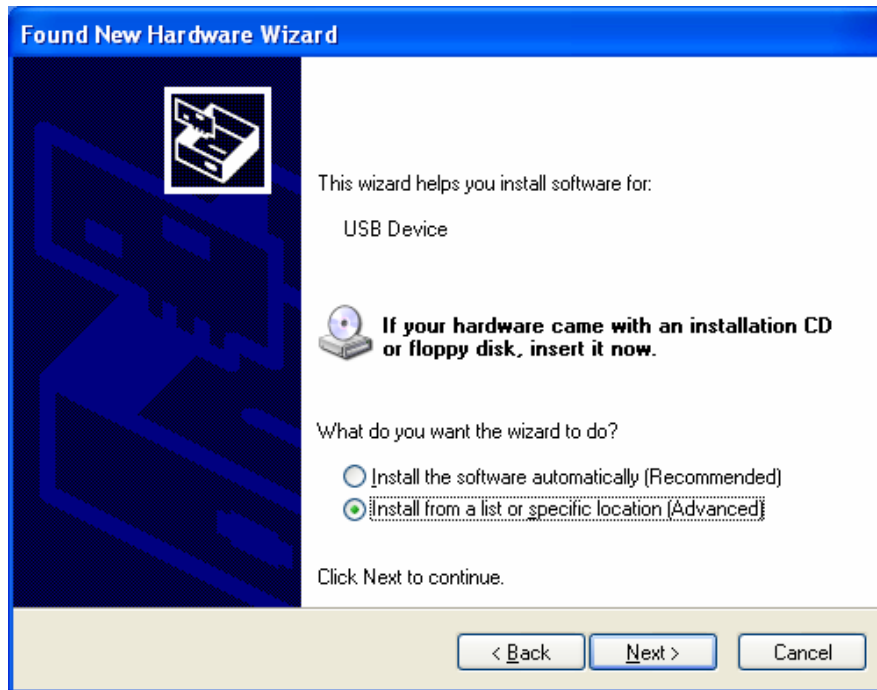 Found New Hardware Wizard
This wizard helps you install software for:
USB Device
If your hardware came with an installation CD
or floppy disk, insert it now.
What do you want the wizard to do?
Install the software automatically (Recommended)
Install from a list or specific location (Advanced)
Click Next to continue.
< Back
Next >
Cancel